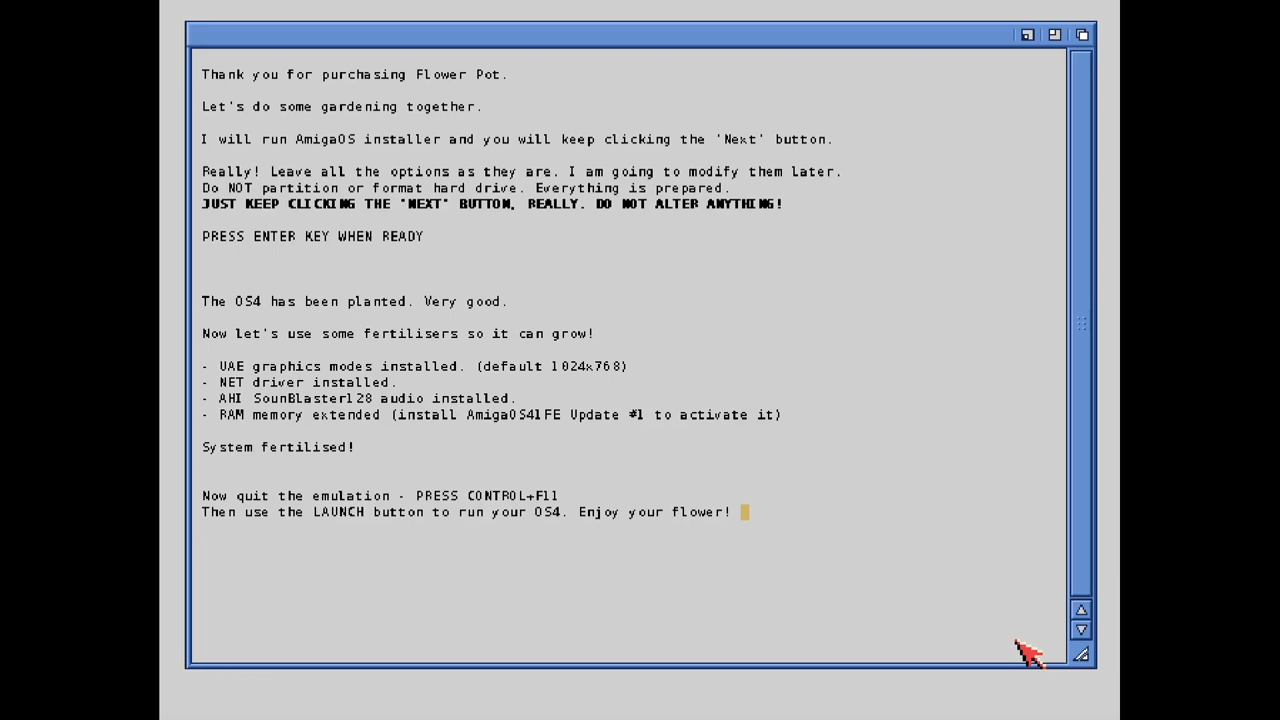 Thank you for purchasing Flower Pot.
Let's do some gardening together.
I will run AmigaOS installer and you will keep clicking the 'Next' button.
Really! Leave all the options as they are. I am going to modify them later.
Do NOT partition or format hard drive. Everything is prepared.
JUST KEEP CLICKING THE "NEXT" BUTTON, REALLY. DO NOT ALTER ANYTHING!
PRESS ENTER KEY WHEN READY
The OS4 has been planted. Very good.
Now let's use some fertilisers so it can grow!
- UAE graphics modes installed. (default 1024x768)
- NET driver installed.
- AHI SounBlaster128 audio installed.
- RAM memory extended (install AmigaOS41FE Update #1 to activate it)
System fertilised!
Now quit the emulation - PRESS CONTROL+F11
Then use the LAUNCH button to run your OS4. Enjoy your flower!